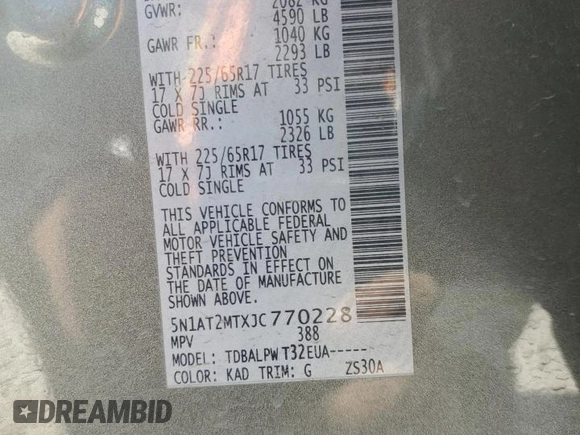 GVWR: 2082 KG
4590 LB
GAWR FR.: 1040 KG
2293 LB
WITH 225/65R17 TIRES
17 X 7J RIMS AT 33 PSI
COLD SINGLE
GAWR RR.: 1055 KG
2326 LB
WITH 225/65R17 TIRES
17 X 7J RIMS AT 33 PSI
COLD SINGLE
THIS VEHICLE CONFORMS TO
ALL APPLICABLE FEDERAL
MOTOR VEHICLE SAFETY AND
THEFT PREVENTION
STANDARDS IN EFFECT ON
THE DATE OF MANUFACTURE
SHOWN ABOVE.
5N1AT2MTXJC770228
MPV 388
MODEL: TDBALPWT32EUA-----
COLOR: KAD TRIM: G ZS30A
DREAMBID